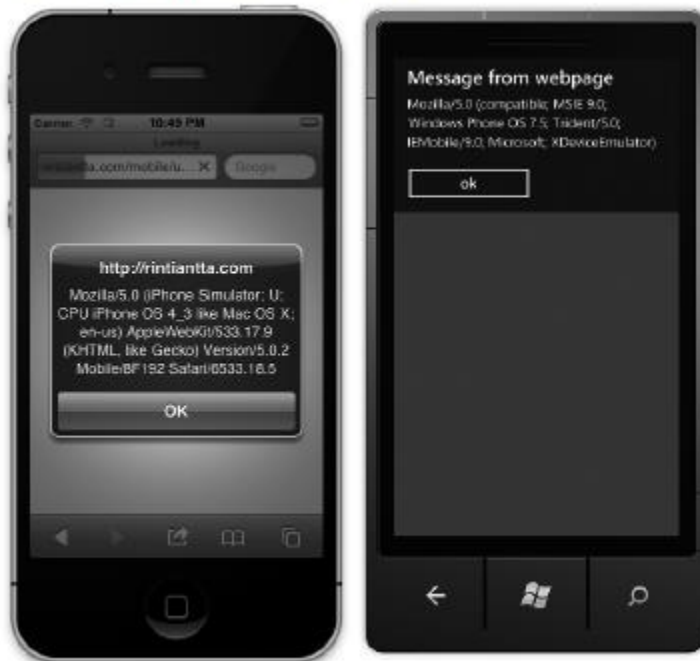 Carrier
10:49 PM
Loading
ta.com/mobile/u...
Google
http://rintiantta.com
Mozilla/5.0 (iPhone Simulator; U;
CPU iPhone OS 4_3 like Mac OS X;
en-us) AppleWebKit/533.17.9
(KHTML, like Gecko) Version/5.0.2
Mobile/8F192 Safari/6533.18.5
OK
Message from webpage
Mozilla/5.0 (compatible; MSIE 9.0;
Windows Phone OS 7.5; Trident/5.0;
IEMobile/9.0; Microsoft; XDeviceEmulator)
ok